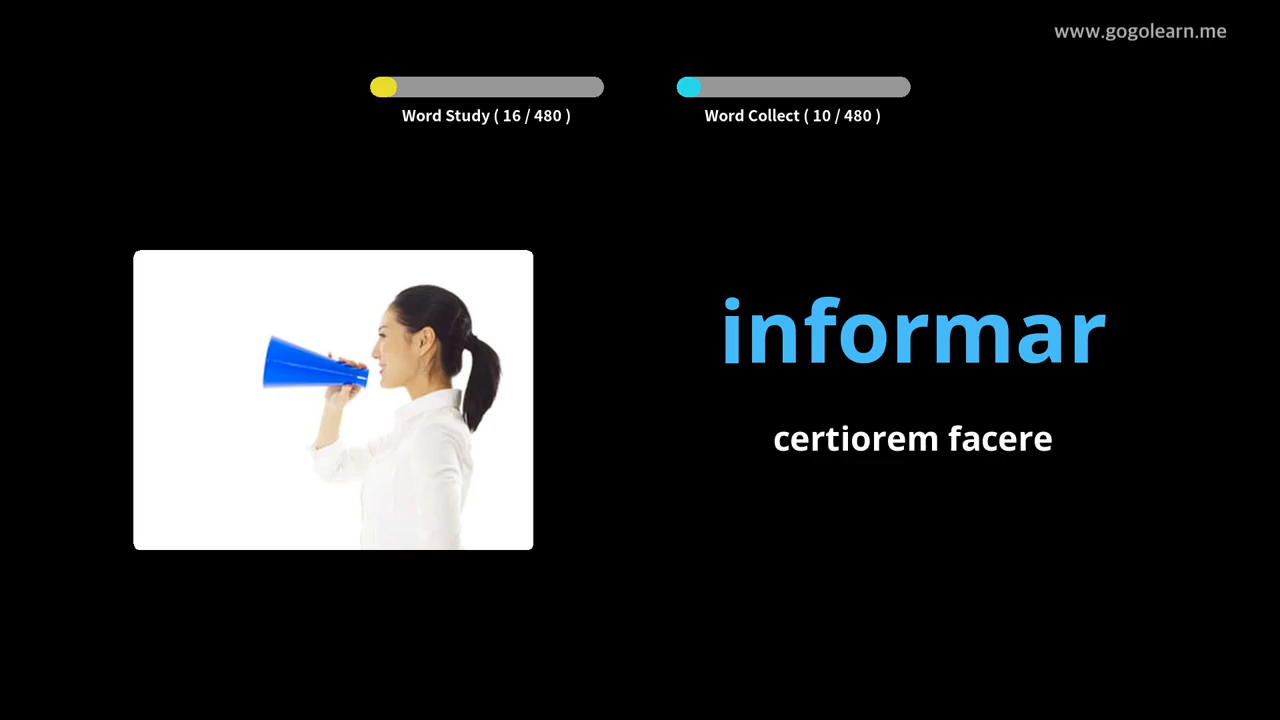 www.gogolearn.me
Word Study ( 16 / 480 )
Word Collect ( 10 / 480 )
informar
certiorem facere